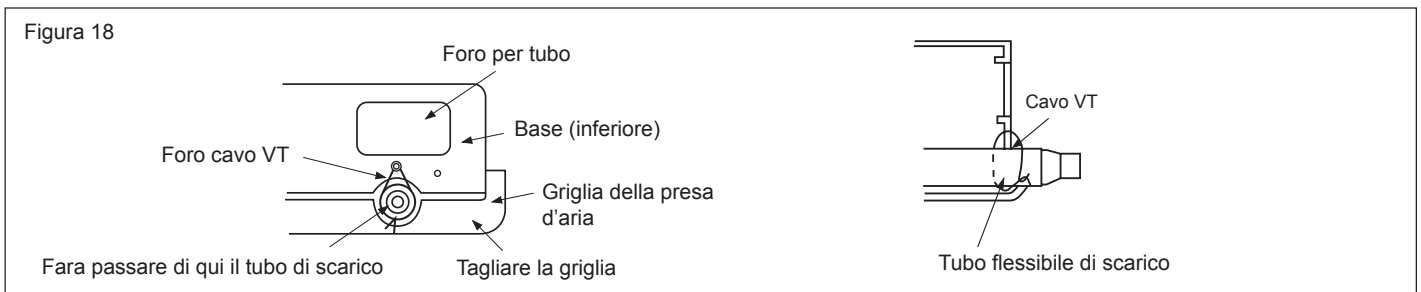 Figura 18
Foro per tubo
Base (inferiore)
Foro cavo VT
Griglia della presa
d'aria
Fara passare di qui il tubo di scarico
Tagliare la griglia
Cavo VT
Tubo flessibile di scarico